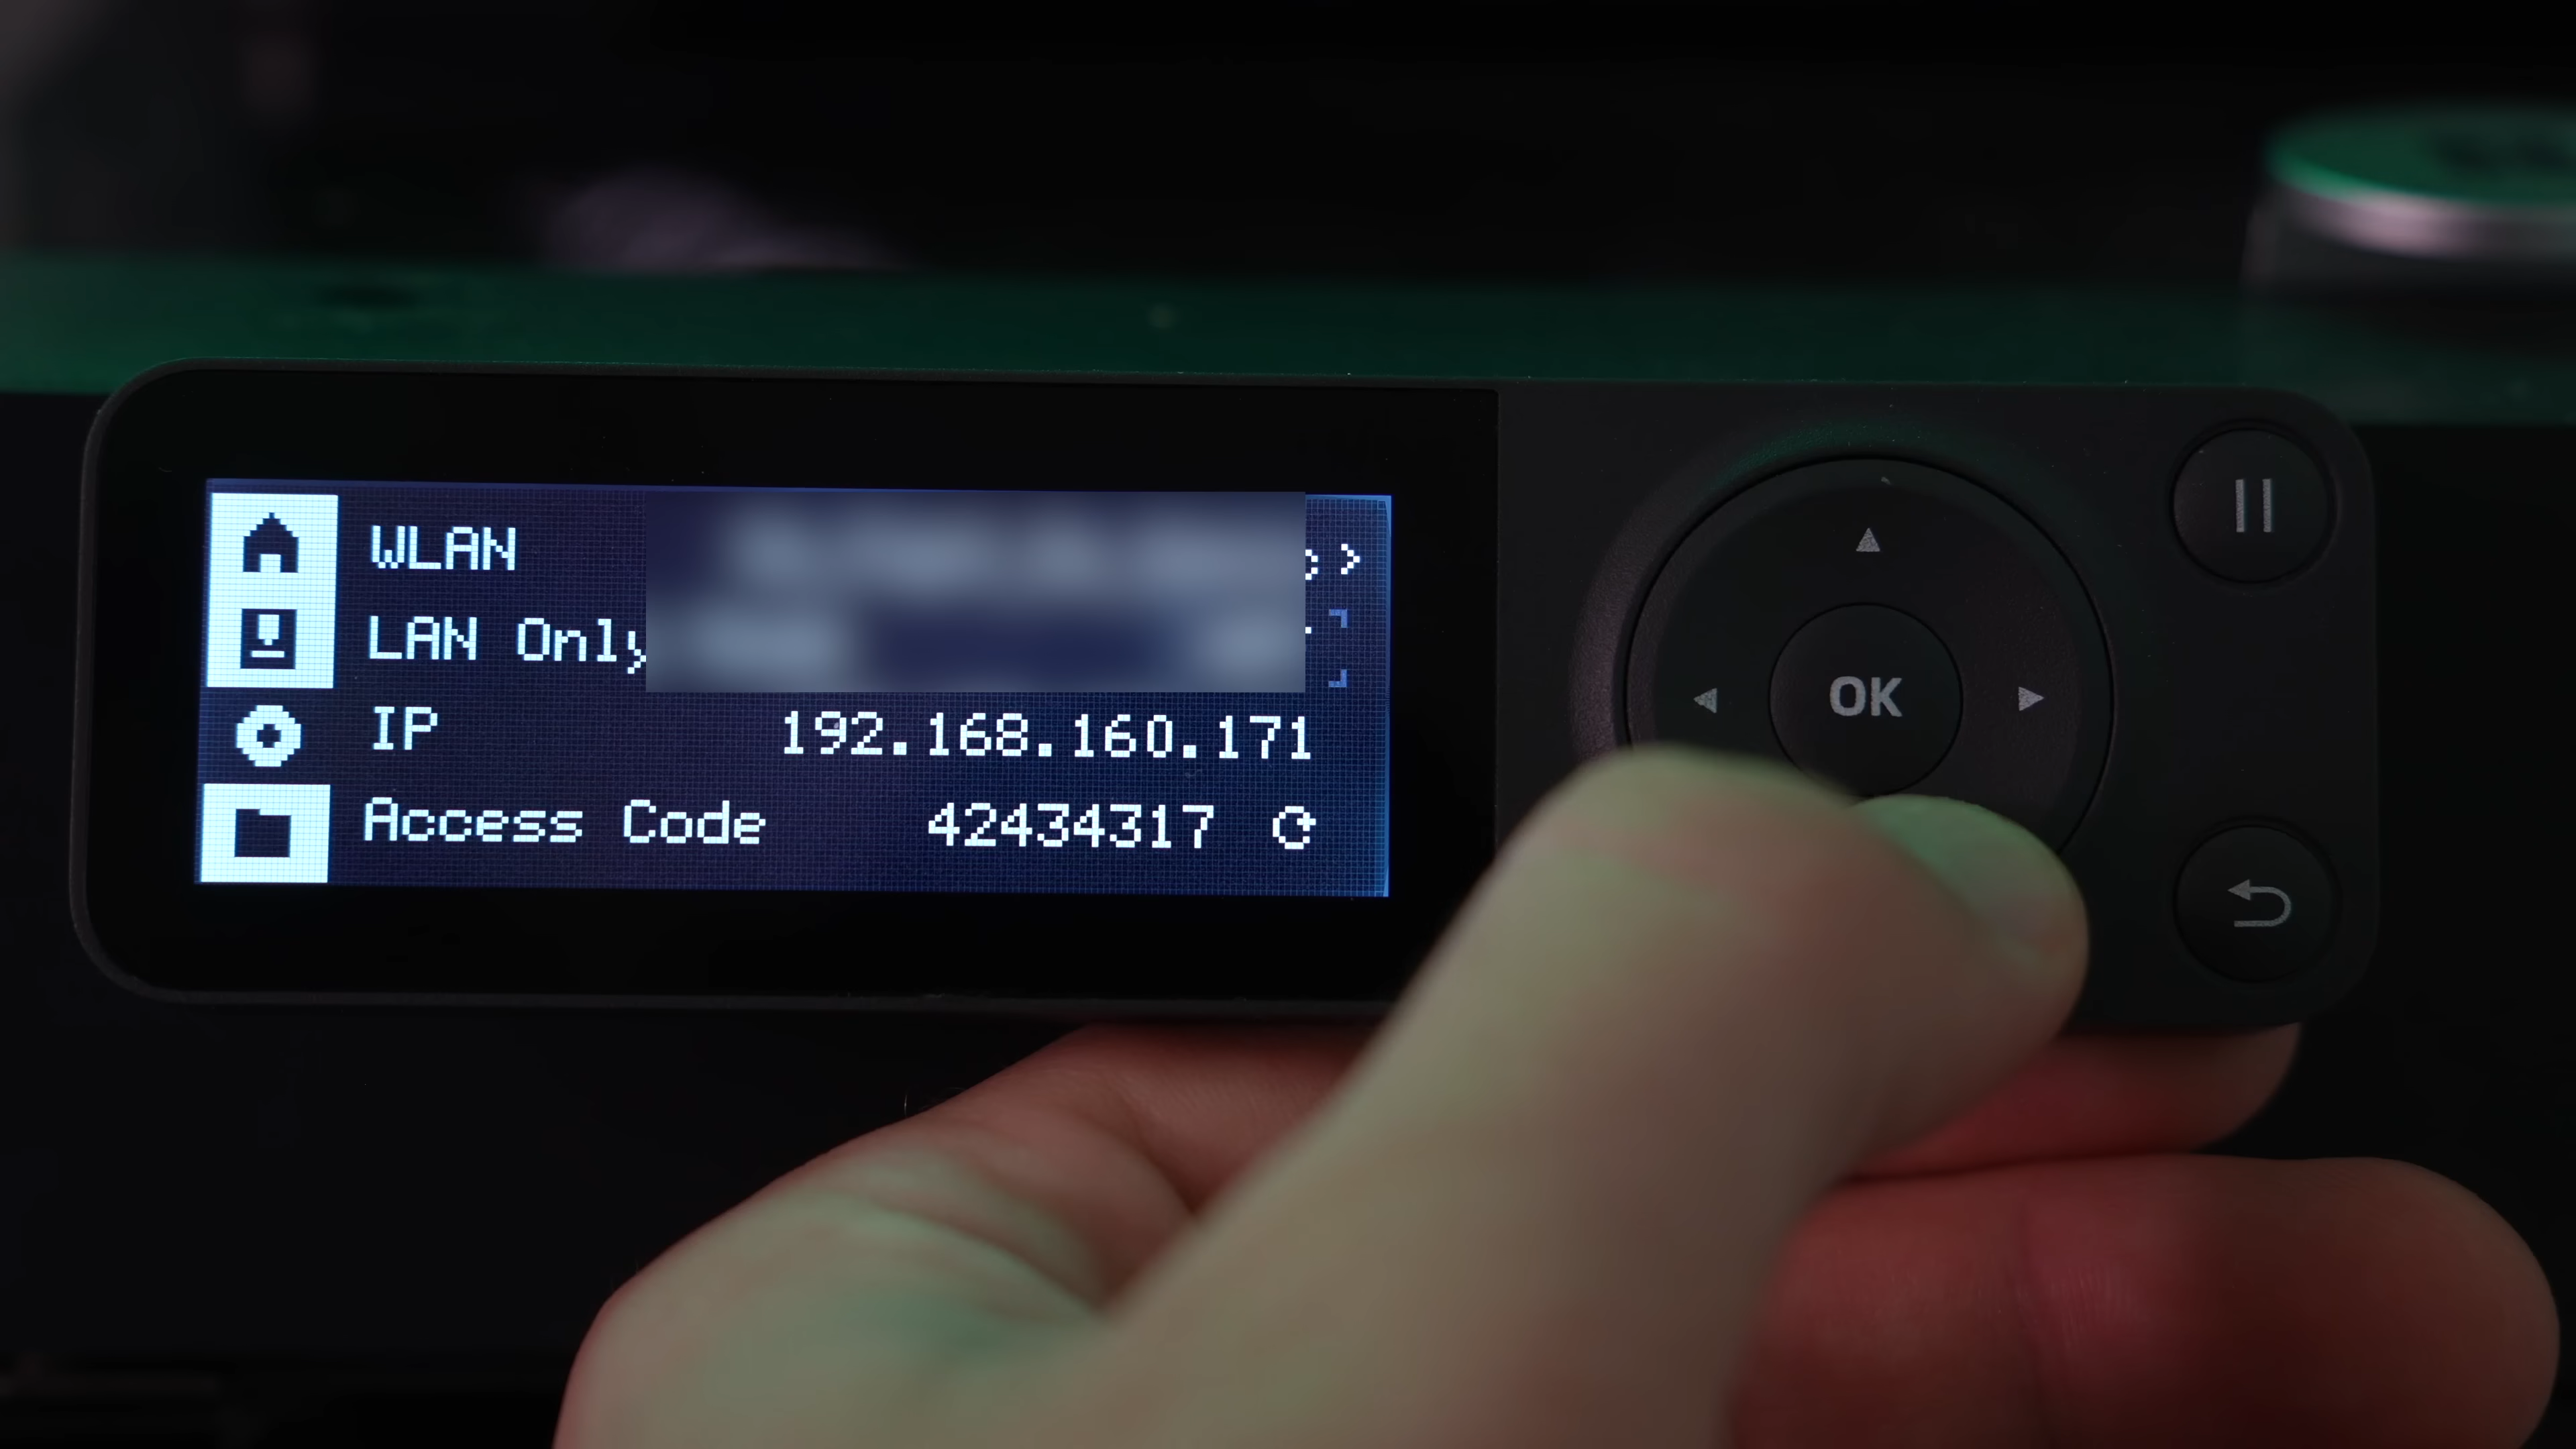 WLAN >
LAN Only
IP 192.168.160.171
Access Code 42434317
OK